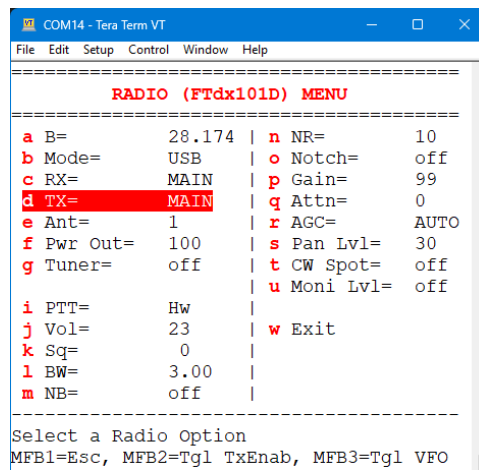 COM14 - Tera Term VT
File Edit Setup Control Window Help
========================================
RADIO (FTdx101D) MENU
========================================
a B= 28.174 | n NR= 10
b Mode= USB | o Notch= off
c RX= MAIN | p Gain= 99
d TX= MAIN | q Attn= 0
e Ant= 1 | r AGC= AUTO
f Pwr Out= 100 | s Pan Lvl= 30
g Tuner= off | t CW Spot= off
| u Moni Lvl= off
i PTT= Hw |
j Vol= 23 | w Exit
k Sq= 0 |
l BW= 3.00 |
m NB= off |
----------------------------------------
Select a Radio Option
MFB1=Esc, MFB2=Tgl TxEnab, MFB3=Tgl VFO